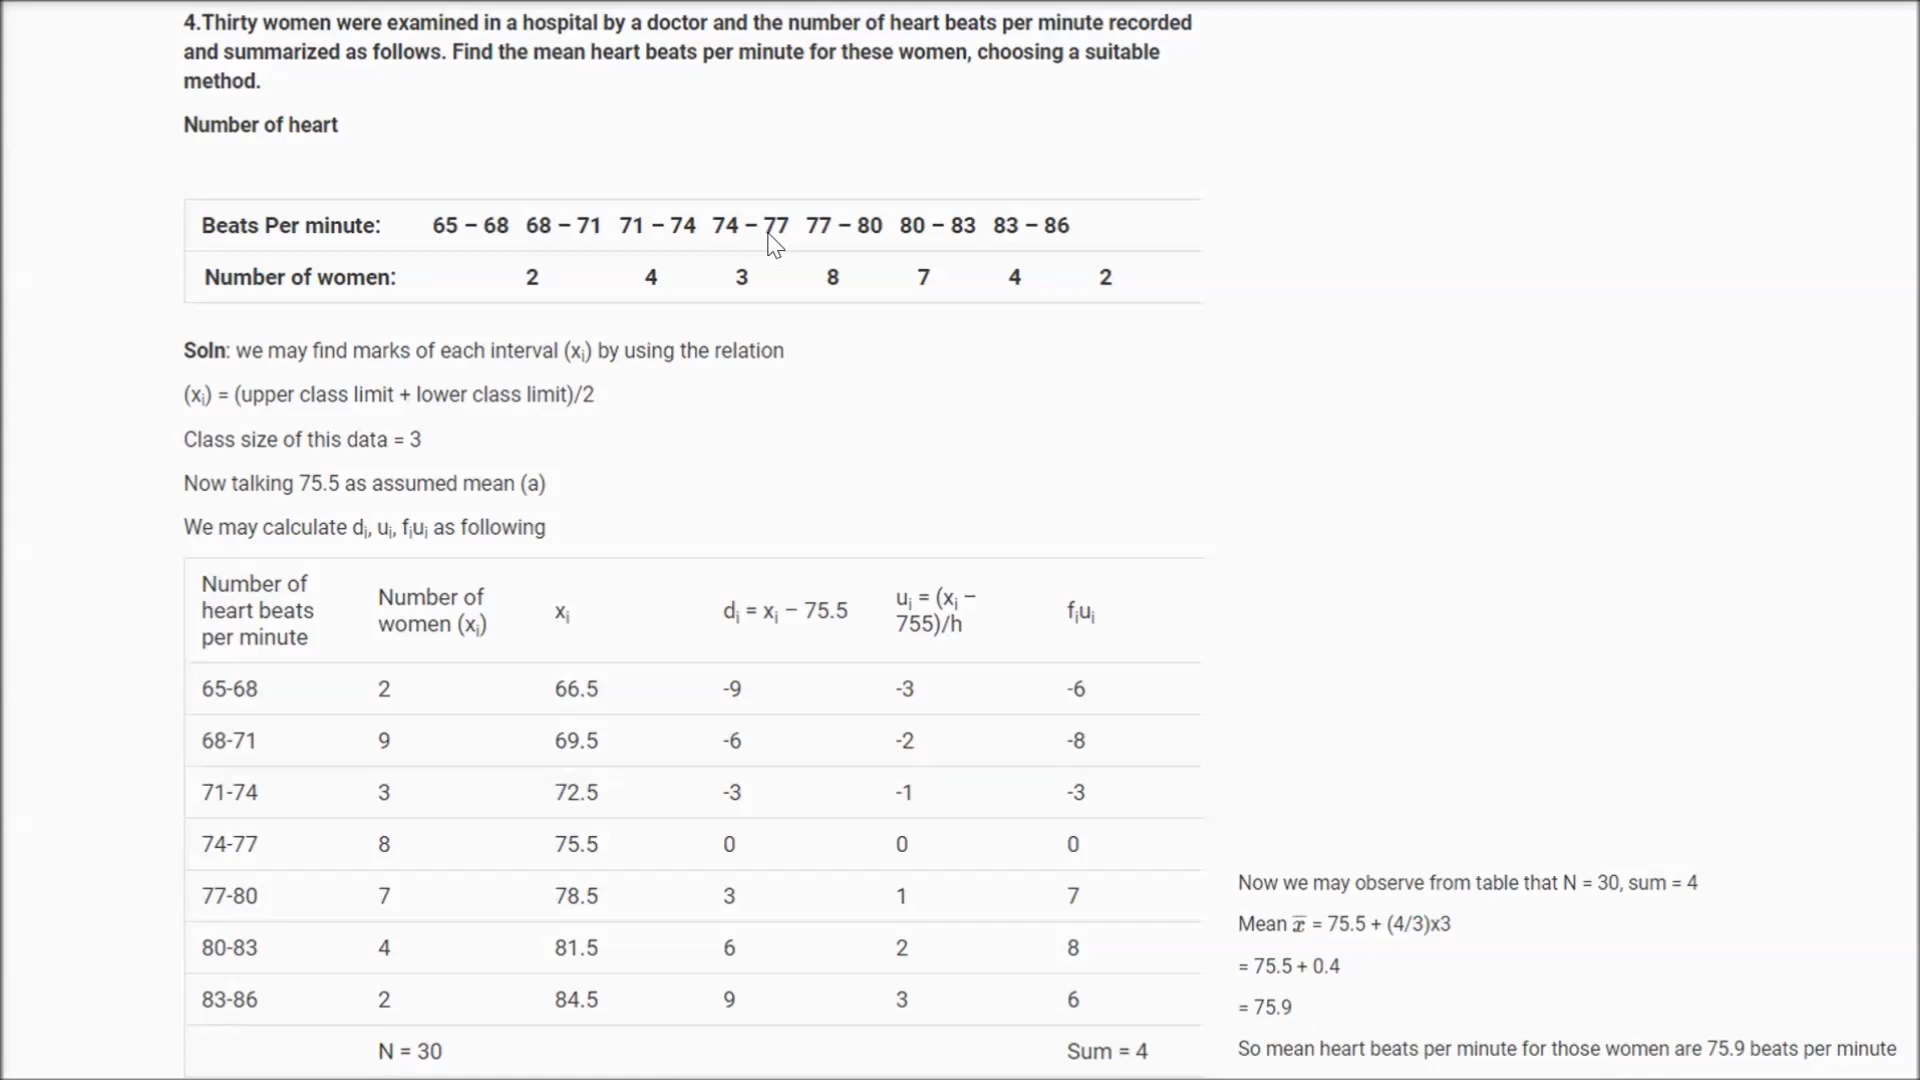 4.Thirty women were examined in a hospital by a doctor and the number of heart beats per minute recorded
and summarized as follows. Find the mean heart beats per minute for these women, choosing a suitable
method.
Number of heart
Beats Per minute: 65 – 68 68 – 71 71 – 74 74 – 77 77 – 80 80 – 83 83 – 86
Number of women: 2 4 3 8 7 4 2
Soln: we may find marks of each interval (xᵢ) by using the relation
(xᵢ) = (upper class limit + lower class limit)/2
Class size of this data = 3
Now talking 75.5 as assumed mean (a)
We may calculate dᵢ, uᵢ, fᵢuᵢ as following
Number of
heart beats
per minute
Number of
women (xᵢ)
xᵢ
dᵢ = xᵢ − 75.5
uᵢ = (xᵢ −
755)/h
fᵢuᵢ
65-68 2 66.5 -9 -3 -6
68-71 9 69.5 -6 -2 -8
71-74 3 72.5 -3 -1 -3
74-77 8 75.5 0 0 0
77-80 7 78.5 3 1 7
80-83 4 81.5 6 2 8
83-86 2 84.5 9 3 6
N = 30 Sum = 4
Now we may observe from table that N = 30, sum = 4
Mean x̅ = 75.5 + (4/3)x3
= 75.5 + 0.4
= 75.9
So mean heart beats per minute for those women are 75.9 beats per minute